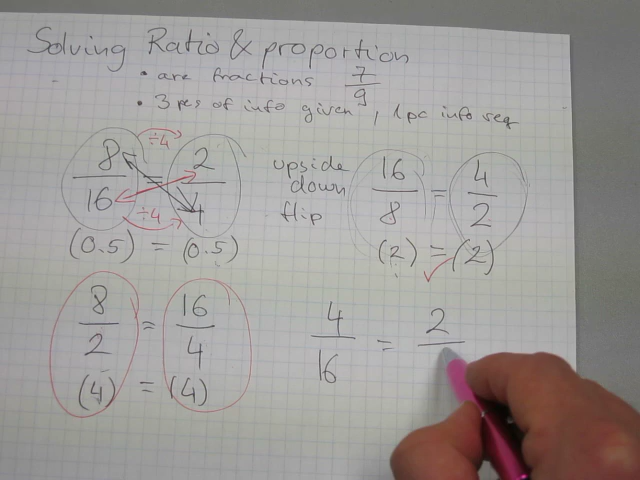 Solving Ratio & proportion
• are fractions 7/9
• 3 pcs of info given, 1 pc info req
÷4
8/16 = 2/4
÷4
(0.5) = (0.5)
upside down flip
16/8 = 4/2
(2) = (2)
8/2 = 16/4
(4) = (4)
4/16 = 2/